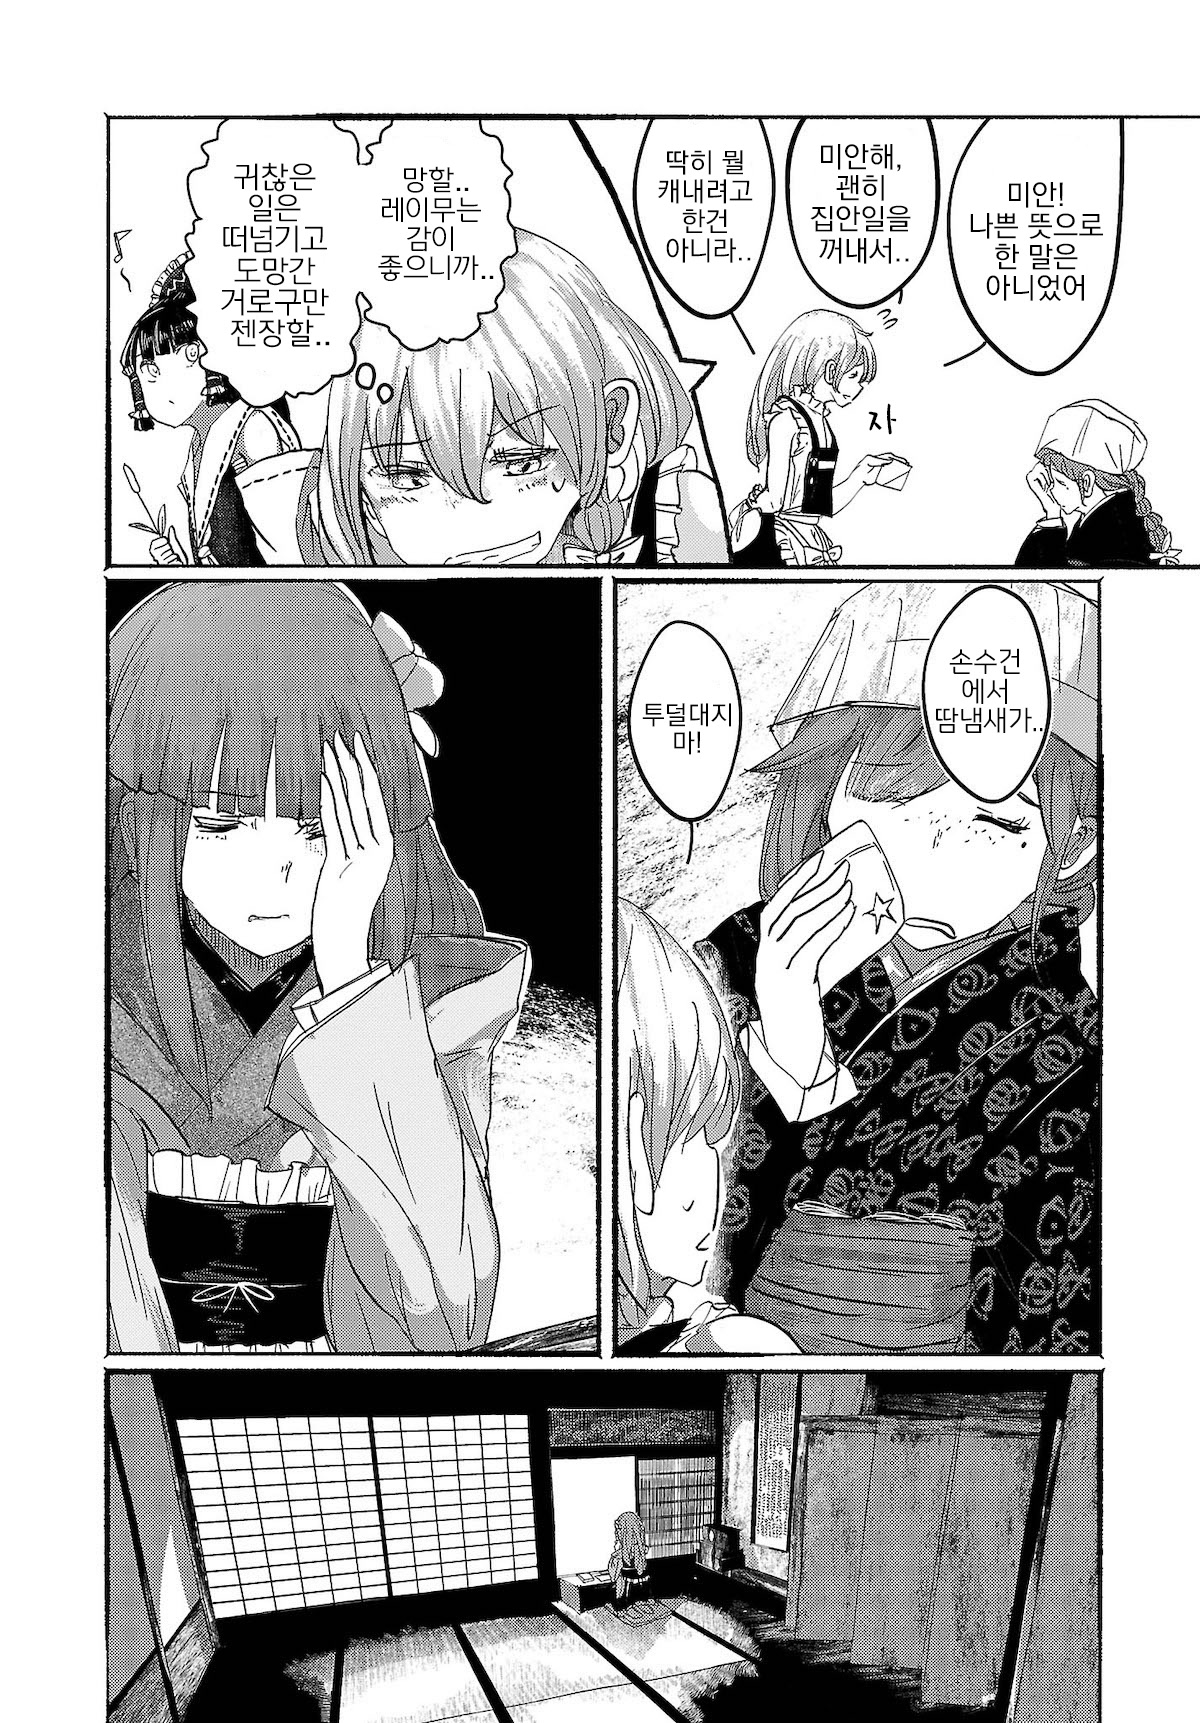 미안!
나쁜 뜻으로
한 말은
아니었어
미안해,
괜히
집안일을
꺼내서..
딱히 뭘
캐내려고
한건
아니라..
자
망할..
레이무는
감이
좋으니까..
귀찮은
일은
떠넘기고
도망간
거로구만
젠장할..
손수건
에서
땀냄새가..
투덜대지
마!